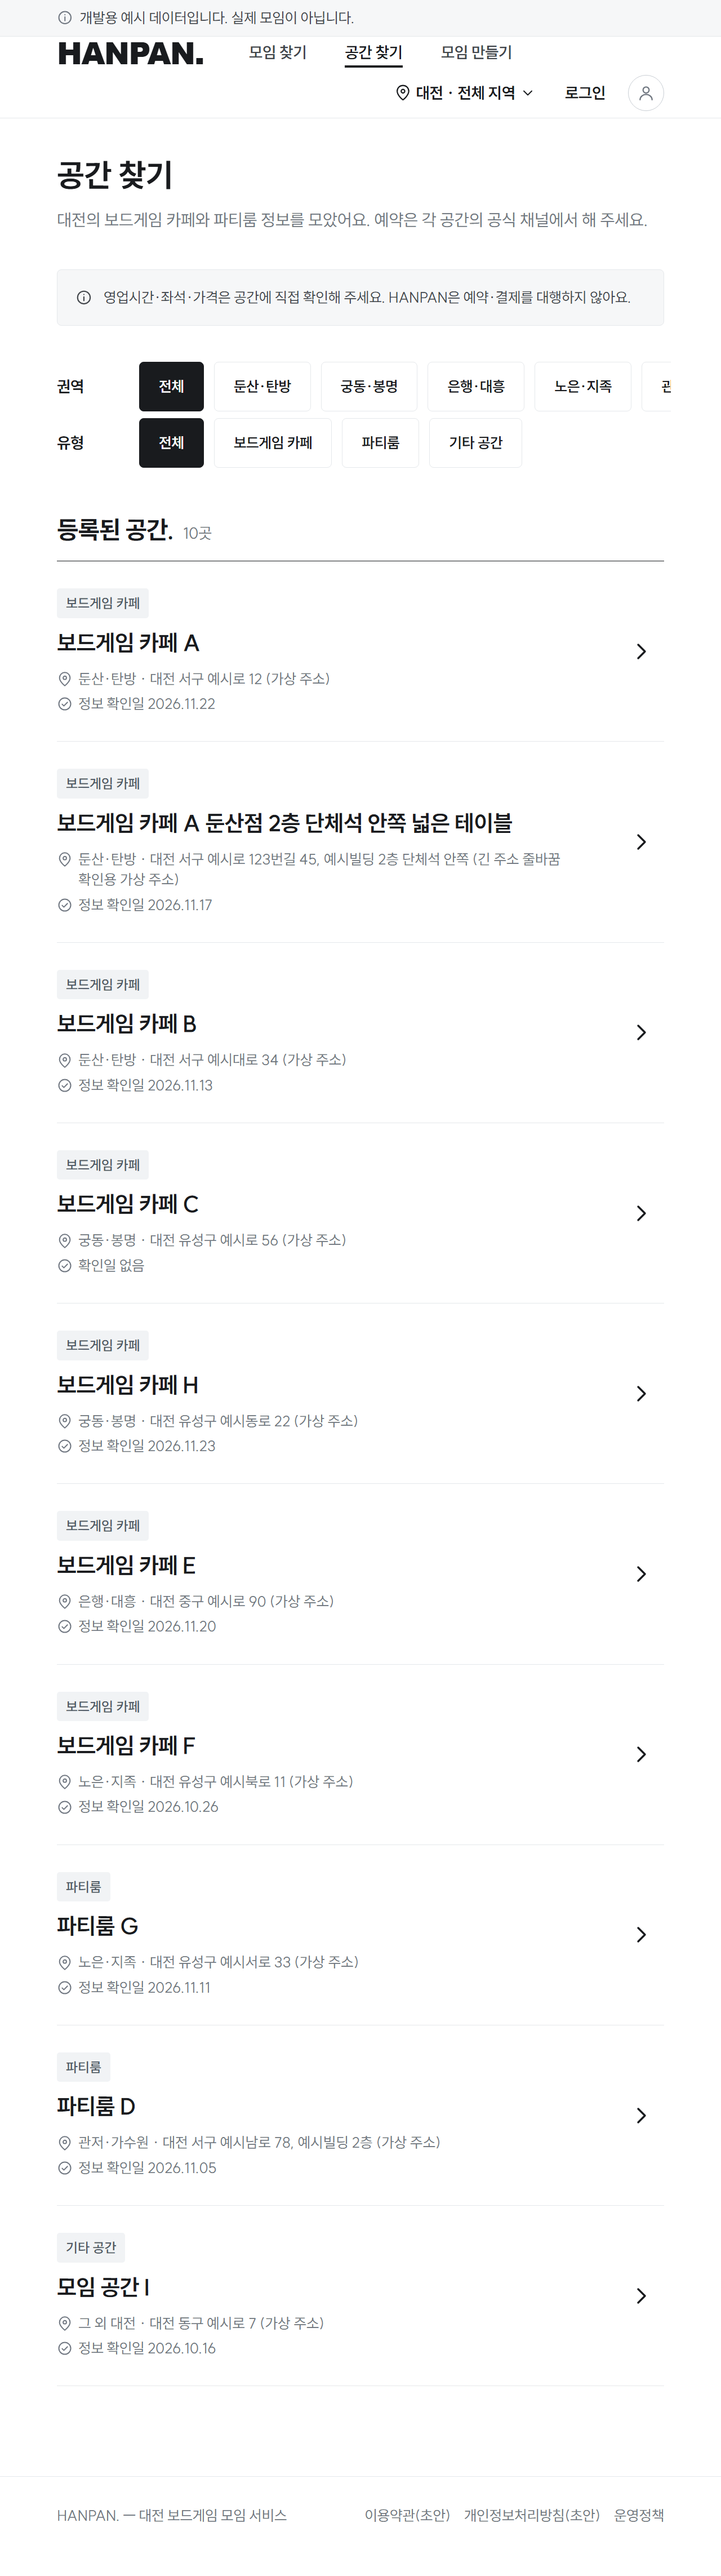 개발용 예시 데이터입니다. 실제 모임이 아닙니다.
HANPAN. 모임 찾기 공간 찾기 모임 만들기
대전 · 전체 지역 로그인
공간 찾기
대전의 보드게임 카페와 파티룸 정보를 모았어요. 예약은 각 공간의 공식 채널에서 해 주세요.
영업시간·좌석·가격은 공간에 직접 확인해 주세요. HANPAN은 예약·결제를 대행하지 않아요.
권역 전체 둔산·탄방 궁동·봉명 은행·대흥 노은·지족
유형 전체 보드게임 카페 파티룸 기타 공간
등록된 공간. 10곳
보드게임 카페
보드게임 카페 A
둔산·탄방 · 대전 서구 예시로 12 (가상 주소)
정보 확인일 2026.11.22
보드게임 카페
보드게임 카페 A 둔산점 2층 단체석 안쪽 넓은 테이블
둔산·탄방 · 대전 서구 예시로 123번길 45, 예시빌딩 2층 단체석 안쪽 (긴 주소 줄바꿈
확인용 가상 주소)
정보 확인일 2026.11.17
보드게임 카페
보드게임 카페 B
둔산·탄방 · 대전 서구 예시대로 34 (가상 주소)
정보 확인일 2026.11.13
보드게임 카페
보드게임 카페 C
궁동·봉명 · 대전 유성구 예시로 56 (가상 주소)
확인일 없음
보드게임 카페
보드게임 카페 H
궁동·봉명 · 대전 유성구 예시동로 22 (가상 주소)
정보 확인일 2026.11.23
보드게임 카페
보드게임 카페 E
은행·대흥 · 대전 중구 예시로 90 (가상 주소)
정보 확인일 2026.11.20
보드게임 카페
보드게임 카페 F
노은·지족 · 대전 유성구 예시북로 11 (가상 주소)
정보 확인일 2026.10.26
파티룸
파티룸 G
노은·지족 · 대전 유성구 예시서로 33 (가상 주소)
정보 확인일 2026.11.11
파티룸
파티룸 D
관저·가수원 · 대전 서구 예시남로 78, 예시빌딩 2층 (가상 주소)
정보 확인일 2026.11.05
기타 공간
모임 공간 I
그 외 대전 · 대전 동구 예시로 7 (가상 주소)
정보 확인일 2026.10.16
HANPAN. — 대전 보드게임 모임 서비스 이용약관(초안) 개인정보처리방침(초안) 운영정책